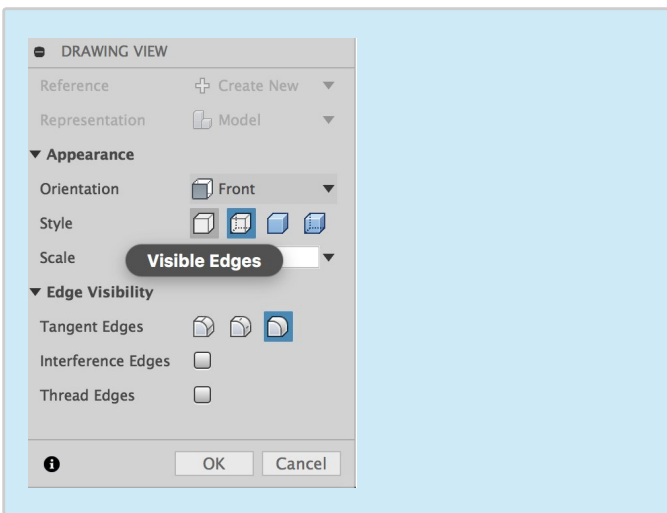 DRAWING VIEW
Reference Create New
Representation Model
Appearance
Orientation Front
Style
Scale Visible Edges
Edge Visibility
Tangent Edges
Interference Edges
Thread Edges
OK Cancel